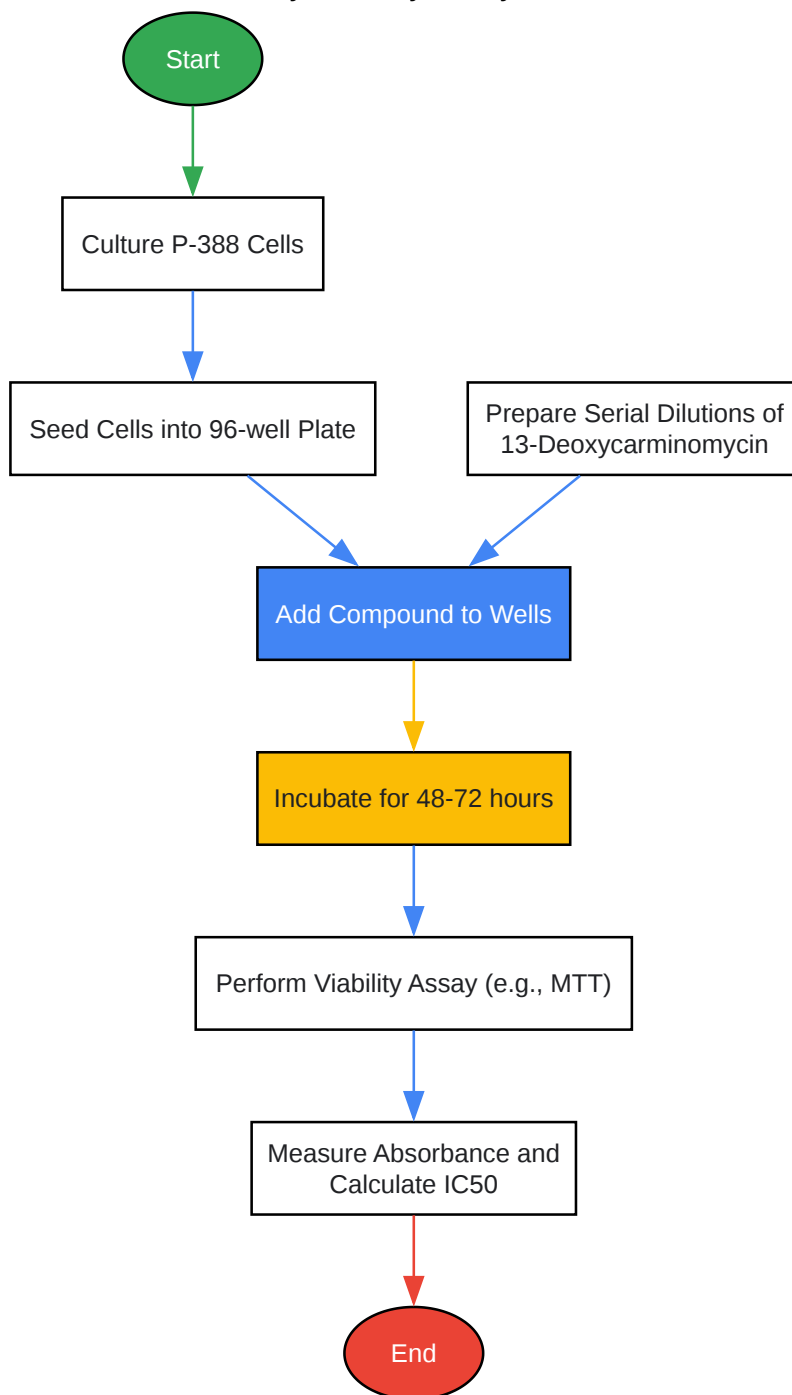 Start
Culture P-388 Cells
Seed Cells into 96-well Plate
Prepare Serial Dilutions of
13-Deoxycarminomycin
Add Compound to Wells
Incubate for 48-72 hours
Perform Viability Assay (e.g., MTT)
Measure Absorbance and
Calculate IC50
End